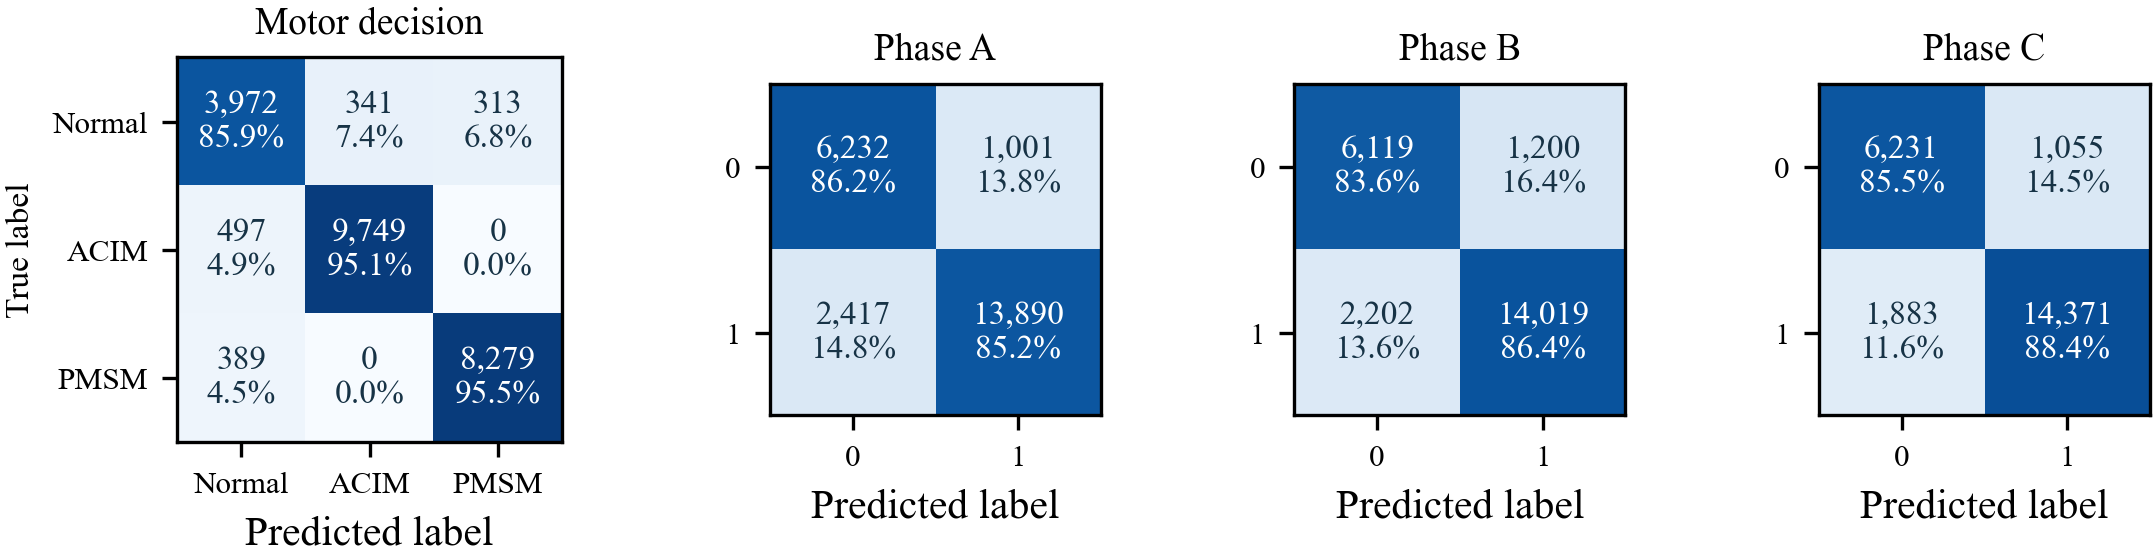 Motor decision
True label
Normal
3,972 341 313
85.9% 7.4% 6.8%
ACIM
497 9,749 0
4.9% 95.1% 0.0%
PMSM
389 0 8,279
4.5% 0.0% 95.5%
Normal ACIM PMSM
Predicted label
Phase A
0
6,232 1,001
86.2% 13.8%
1
2,417 13,890
14.8% 85.2%
0 1
Predicted label
Phase B
0
6,119 1,200
83.6% 16.4%
1
2,202 14,019
13.6% 86.4%
0 1
Predicted label
Phase C
0
6,231 1,055
85.5% 14.5%
1
1,883 14,371
11.6% 88.4%
0 1
Predicted label